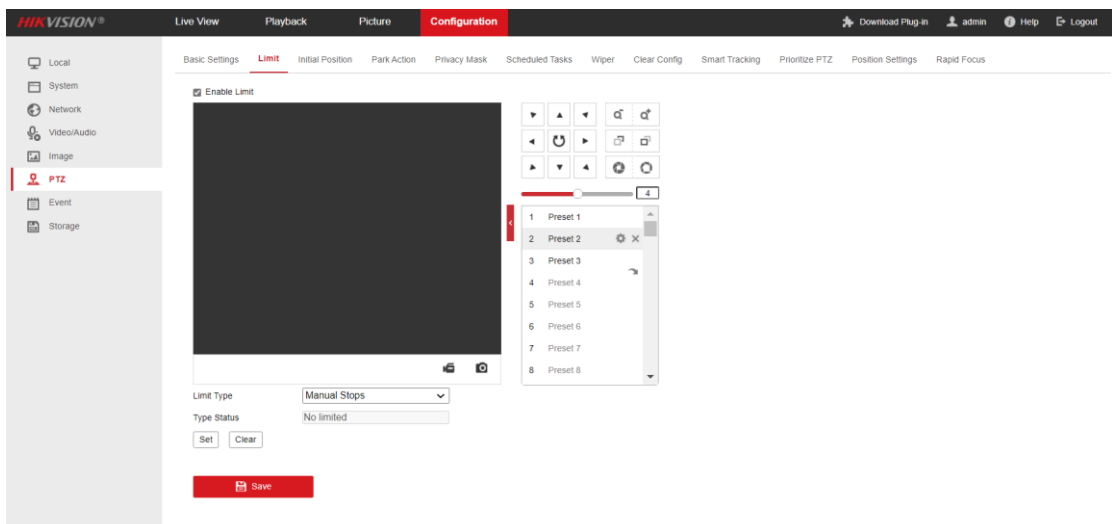 HIKVISION® Live View Playback Picture Configuration Download Plug-in admin Help Logout
Local
System
Network
Video/Audio
Image
PTZ
Event
Storage
Basic Settings Limit Initial Position Park Action Privacy Mask Scheduled Tasks Wiper Clear Config Smart Tracking Prioritize PTZ Position Settings Rapid Focus
Enable Limit
4
1 Preset 1
2 Preset 2
3 Preset 3
4 Preset 4
5 Preset 5
6 Preset 6
7 Preset 7
8 Preset 8
Limit Type Manual Stops
Type Status No limited
Set Clear
Save